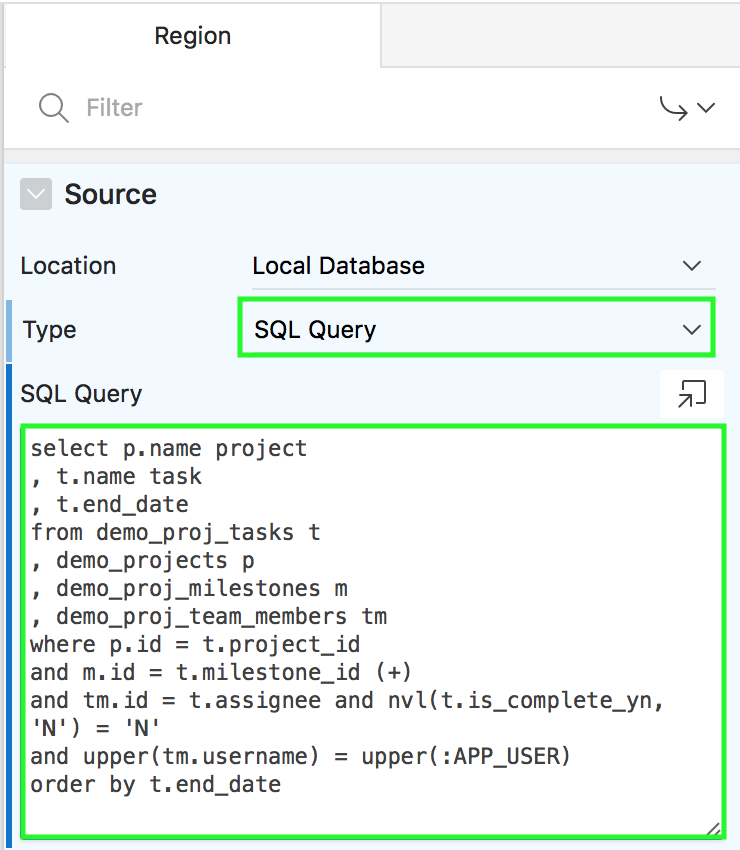 Region
Filter
Source
Location Local Database
Type SQL Query
SQL Query
select p.name project
, t.name task
, t.end_date
from demo_proj_tasks t
, demo_projects p
, demo_proj_milestones m
, demo_proj_team_members tm
where p.id = t.project_id
and m.id = t.milestone_id (+)
and tm.id = t.assignee and nvl(t.is_complete_yn,
'N') = 'N'
and upper(tm.username) = upper(:APP_USER)
order by t.end_date